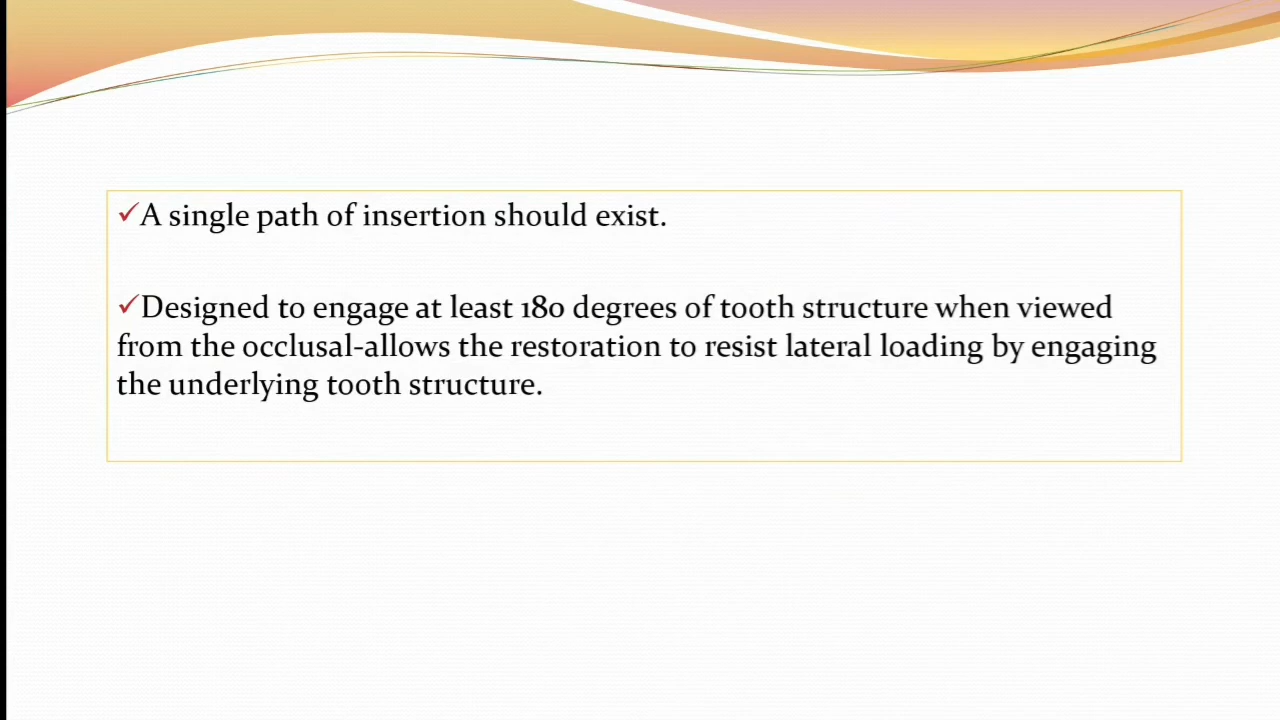 ✓A single path of insertion should exist.
✓Designed to engage at least 180 degrees of tooth structure when viewed
from the occlusal-allows the restoration to resist lateral loading by engaging
the underlying tooth structure.